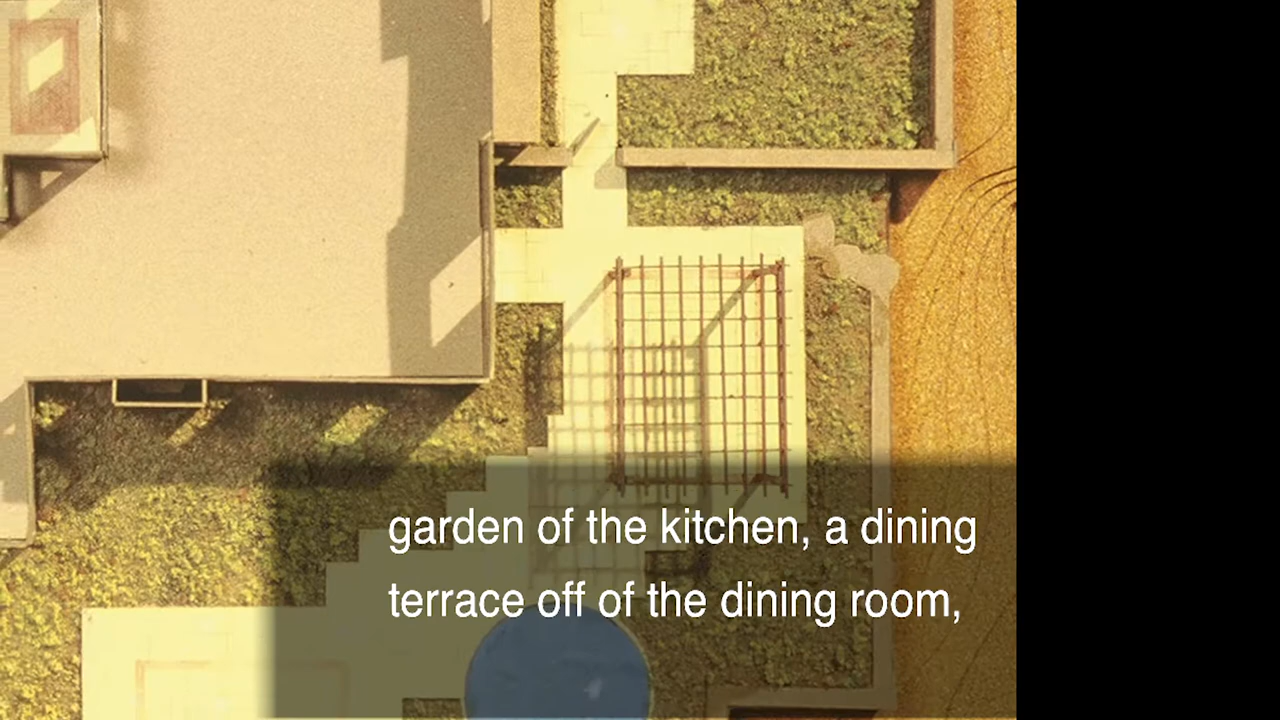 garden of the kitchen, a dining
terrace off of the dining room,